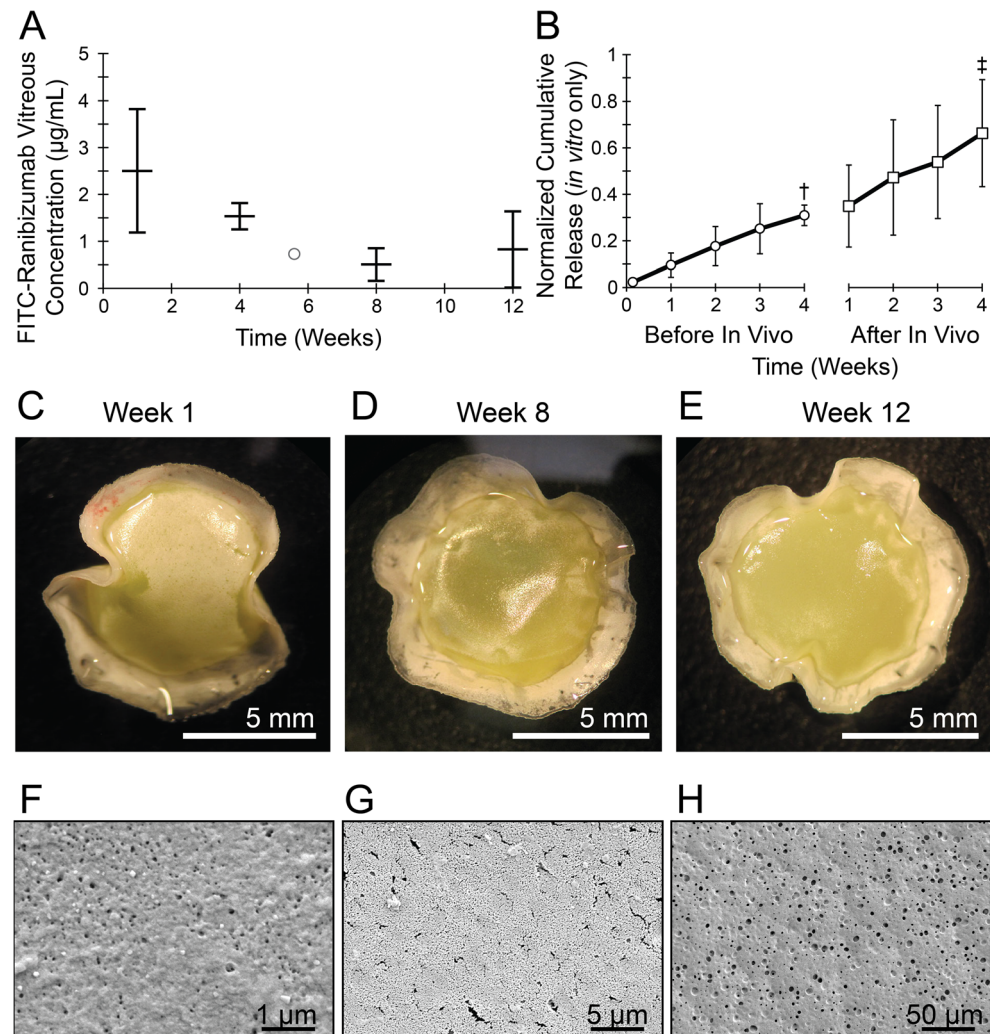 A
FITC-Ranibizumab Vitreous
Concentration (µg/mL)
5
4
3
2
1
0
0 2 4 6 8 10 12
Time (Weeks)
B
Normalized Cumulative
Release (in vitro only)
1
0.8
0.6
0.4
0.2
0
†
‡
0 1 2 3 4 1 2 3 4
Before In Vivo After In Vivo
Time (Weeks)
C Week 1
D Week 8
E Week 12
5 mm
5 mm
5 mm
F
G
H
1 µm
5 µm
50 µm